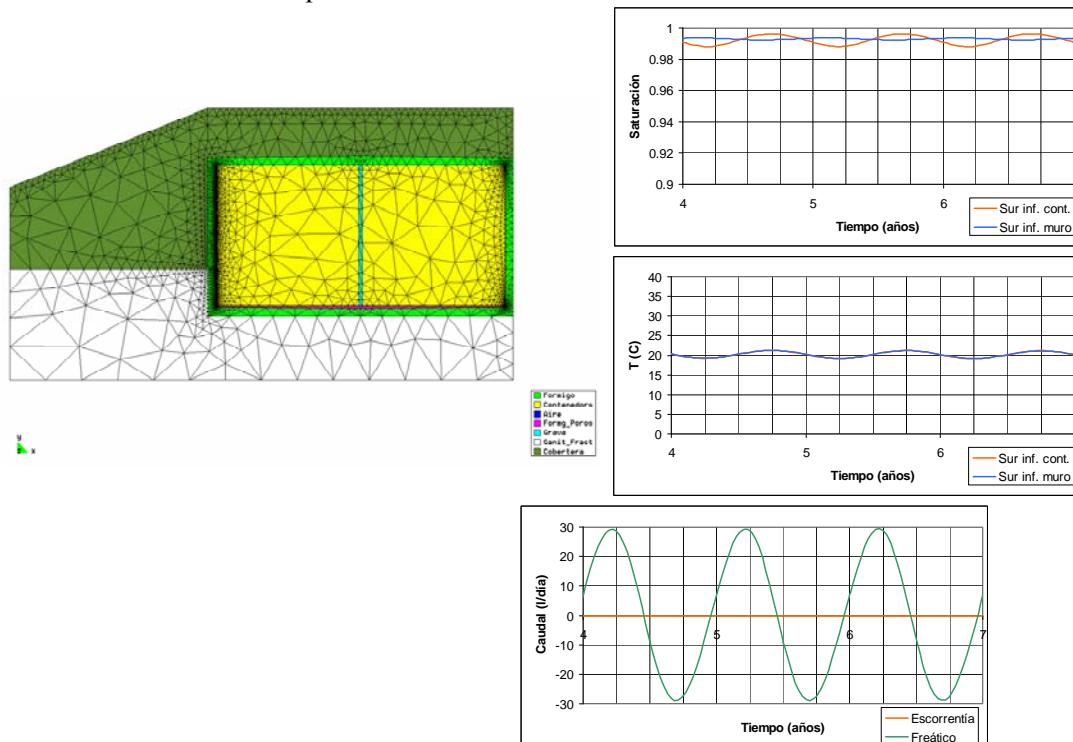 1
0.98
0.96
0.94
0.92
0.9
4
5
6
Saturación
Tiempo (años)
Sur inf. cont.
Sur inf. muro
Formigo
Contenedors
Aire
Formg_Poros
Grava
Ganit_Fract
Cobertera
y
x
40
35
30
25
20
15
10
5
0
4
5
6
T (C)
Tiempo (años)
Sur inf. cont.
Sur inf. muro
30
20
10
0
-10
-20
-30
4
5
6
7
Caudal (l/día)
Tiempo (años)
Escorrentía
Freático